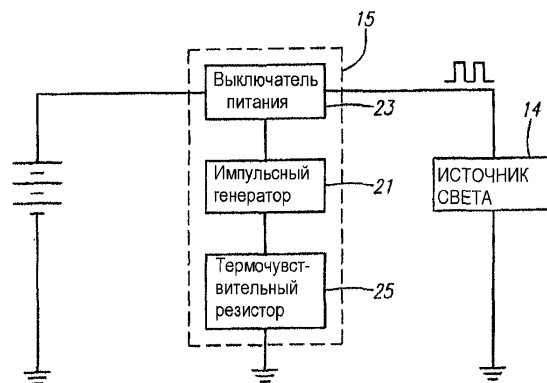 15
Выключатель
питания
23
14
Импульсный
генератор
21
ИСТОЧНИК
СВЕТА
Термочувст-
вительный
резистор
25